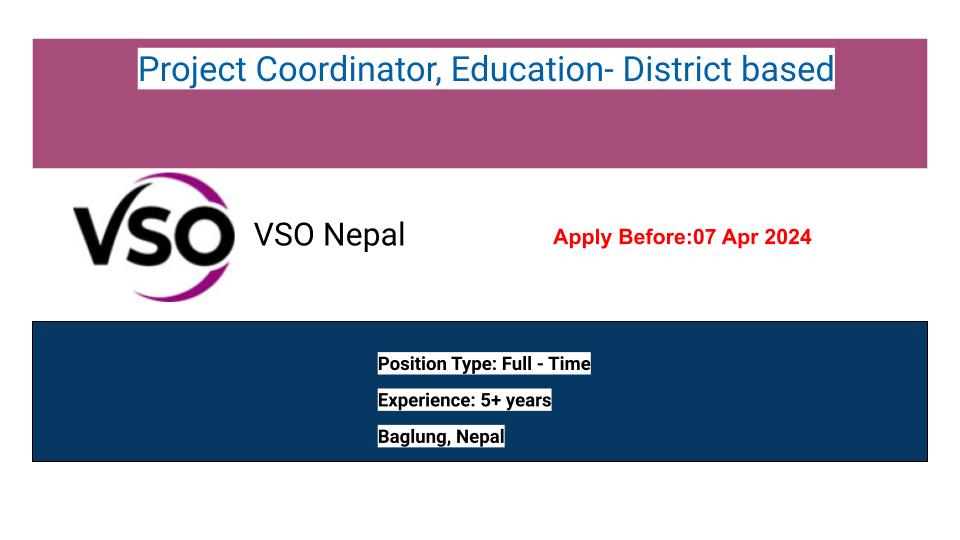 Project Coordinator, Education- District based
VSO
VSO Nepal
Apply Before:07 Apr 2024
Position Type: Full - Time
Experience: 5+ years
Baglung, Nepal